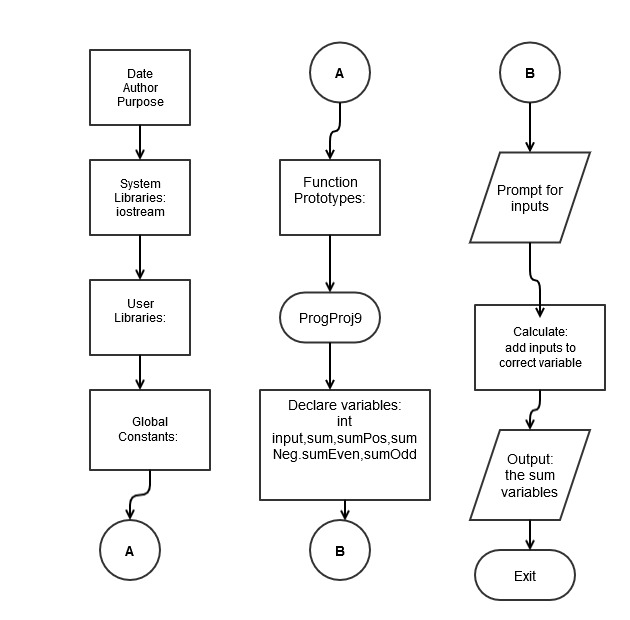 Date
Author
Purpose
System
Libraries:
iostream
User
Libraries:
Global
Constants:
A
A
Function
Prototypes:
ProgProj9
Declare variables:
int
input,sum,sumPos,sum
Neg.sumEven,sumOdd
B
B
Prompt for
inputs
Calculate:
add inputs to
correct variable
Output:
the sum
variables
Exit